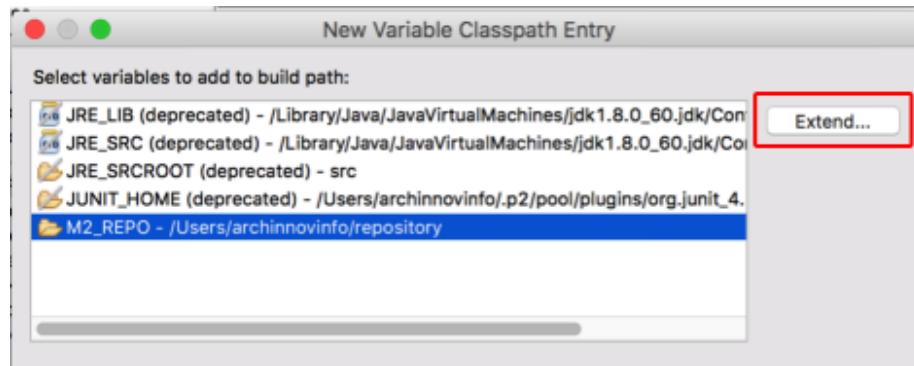 New Variable Classpath Entry
Select variables to add to build path:
JRE_LIB (deprecated) - /Library/Java/JavaVirtualMachines/jdk1.8.0_60.jdk/Con
Extend...
JRE_SRC (deprecated) - /Library/Java/JavaVirtualMachines/jdk1.8.0_60.jdk/Co
JRE_SRCROOT (deprecated) - src
JUNIT_HOME (deprecated) - /Users/archinnovinfo/.p2/pool/plugins/org.junit_4.
M2_REPO - /Users/archinnovinfo/repository